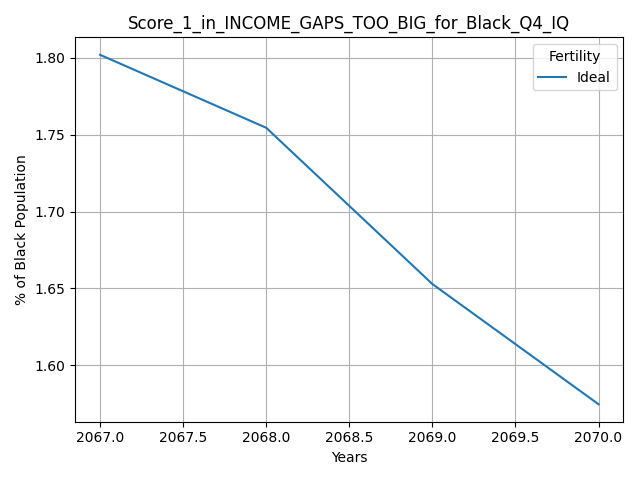 Score_1_in_INCOME_GAPS_TOO_BIG_for_Black_Q4_IQ
Fertility
Ideal
% of Black Population
1.80
1.75
1.70
1.65
1.60
2067.0 2067.5 2068.0 2068.5 2069.0 2069.5 2070.0
Years